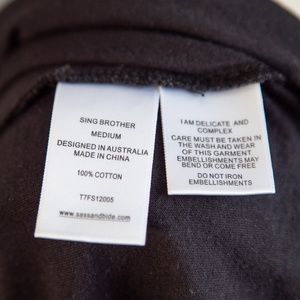 SING BROTHER
MEDIUM
DESIGNED IN AUSTRALIA
MADE IN CHINA
100% COTTON
T7FS12005
www.sassandbide.com
I AM DELICATE AND
COMPLEX
CARE MUST BE TAKEN IN
THE WASH AND WEAR
OF THIS GARMENT.
EMBELLISHMENTS MAY
BEND OR COME FREE
DO NOT IRON
EMBELLISHMENTS